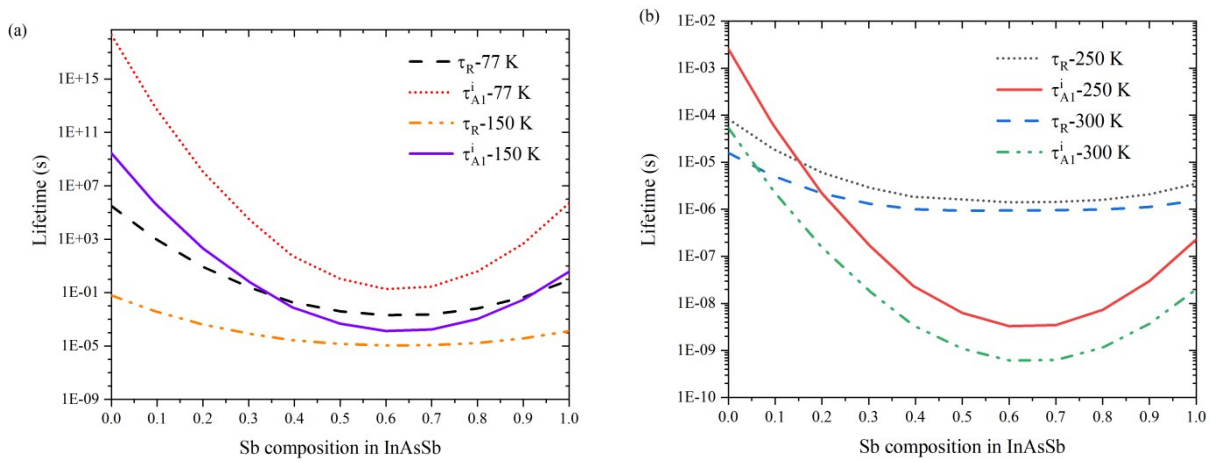 (a)
1E+15
1E+11
1E+07
1E+03
1E-01
1E-05
1E-09
Lifetime (s)
τR-77 K
τiA1-77 K
τR-150 K
τiA1-150 K
0.0 0.1 0.2 0.3 0.4 0.5 0.6 0.7 0.8 0.9 1.0
Sb composition in InAsSb
(b)
1E-02
1E-03
1E-04
1E-05
1E-06
1E-07
1E-08
1E-09
1E-10
Lifetime (s)
τR-250 K
τiA1-250 K
τR-300 K
τiA1-300 K
0.0 0.1 0.2 0.3 0.4 0.5 0.6 0.7 0.8 0.9 1.0
Sb composition in InAsSb